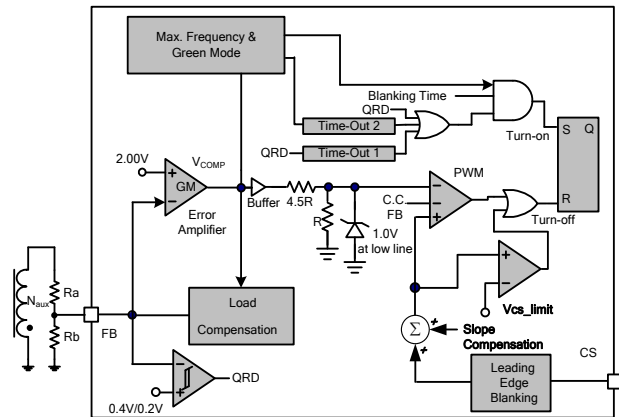 Max. Frequency &
Green Mode
Blanking Time
QRD
Time-Out 2
QRD
Time-Out 1
Turn-on
S
Q
R
Turn-off
2.00V
GM
VCOMP
Error
Amplifier
Buffer
4.5R
R
1.0V
at low line
PWM
C.C.
FB
Vcs_limit
Σ
Slope
Compensation
Naux
Ra
Rb
FB
Load
Compensation
0.4V/0.2V
QRD
Leading
Edge
Blanking
CS